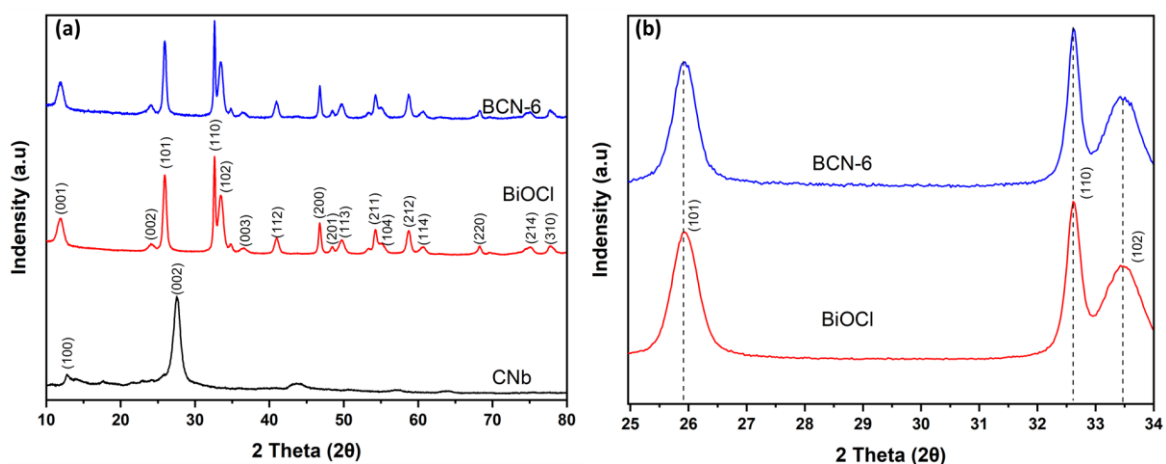 (a)
BCN-6
(001)
(002)
(101)
(110)
(102)
(003)
(112)
(200)
(201)
(113)
(211)
(104)
(212)
(114)
(220)
(214)
(310)
BiOCl
(100)
(002)
CNb
Indensity (a.u)
10 20 30 40 50 60 70 80
2 Theta (2θ)
(b)
BCN-6
(101)
(110)
(102)
BiOCl
Indensity (a.u)
25 26 27 28 29 30 31 32 33 34
2 Theta (2θ)